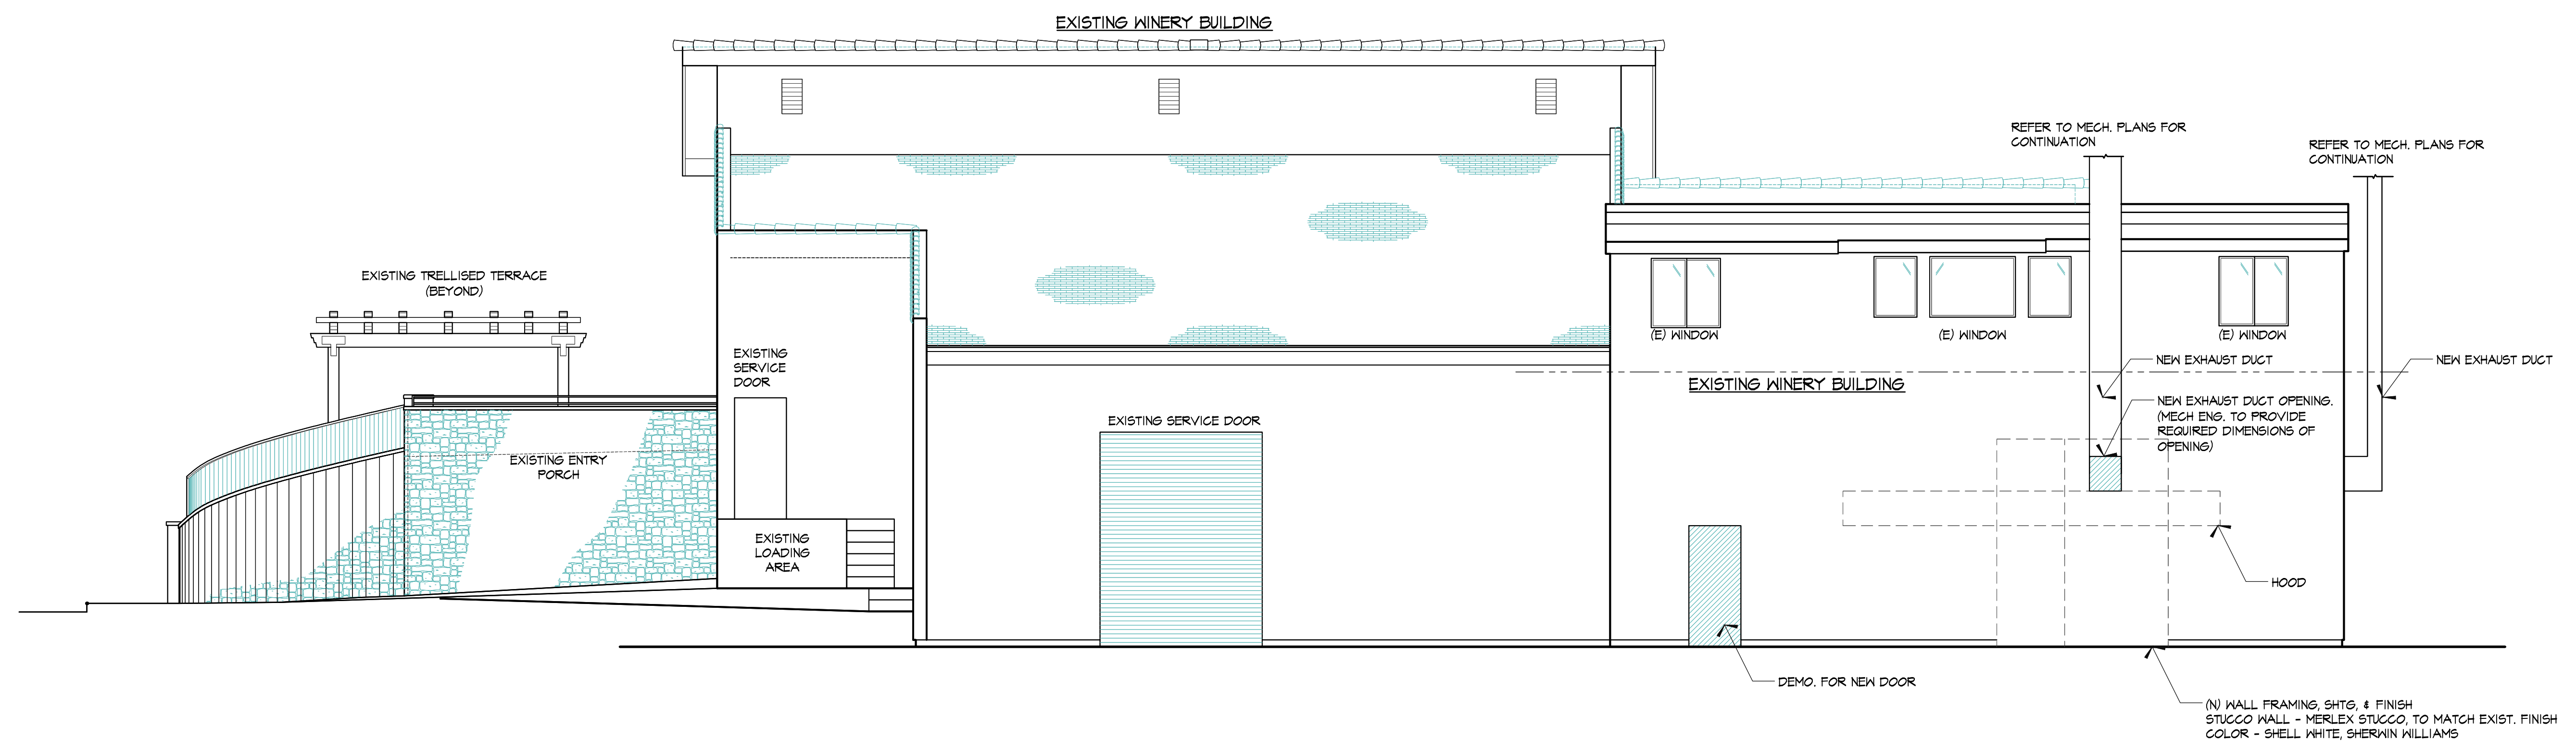 EXISTING WINERY BUILDING
REFER TO MECH. PLANS FOR
CONTINUATION
REFER TO MECH. PLANS FOR
CONTINUATION
EXISTING TRELLISED TERRACE
(BEYOND)
(E) WINDOW
(E) WINDOW
(E) WINDOW
EXISTING
SERVICE
DOOR
NEW EXHAUST DUCT
NEW EXHAUST DUCT
EXISTING WINERY BUILDING
NEW EXHAUST DUCT OPENING.
(MECH ENG. TO PROVIDE
REQUIRED DIMENSIONS OF
OPENING)
EXISTING SERVICE DOOR
EXISTING ENTRY
PORCH
EXISTING
LOADING
AREA
HOOD
DEMO. FOR NEW DOOR
(N) WALL FRAMING, SHTG, & FINISH
STUCCO WALL - MERLEX STUCCO, TO MATCH EXIST. FINISH
COLOR - SHELL WHITE, SHERWIN WILLIAMS